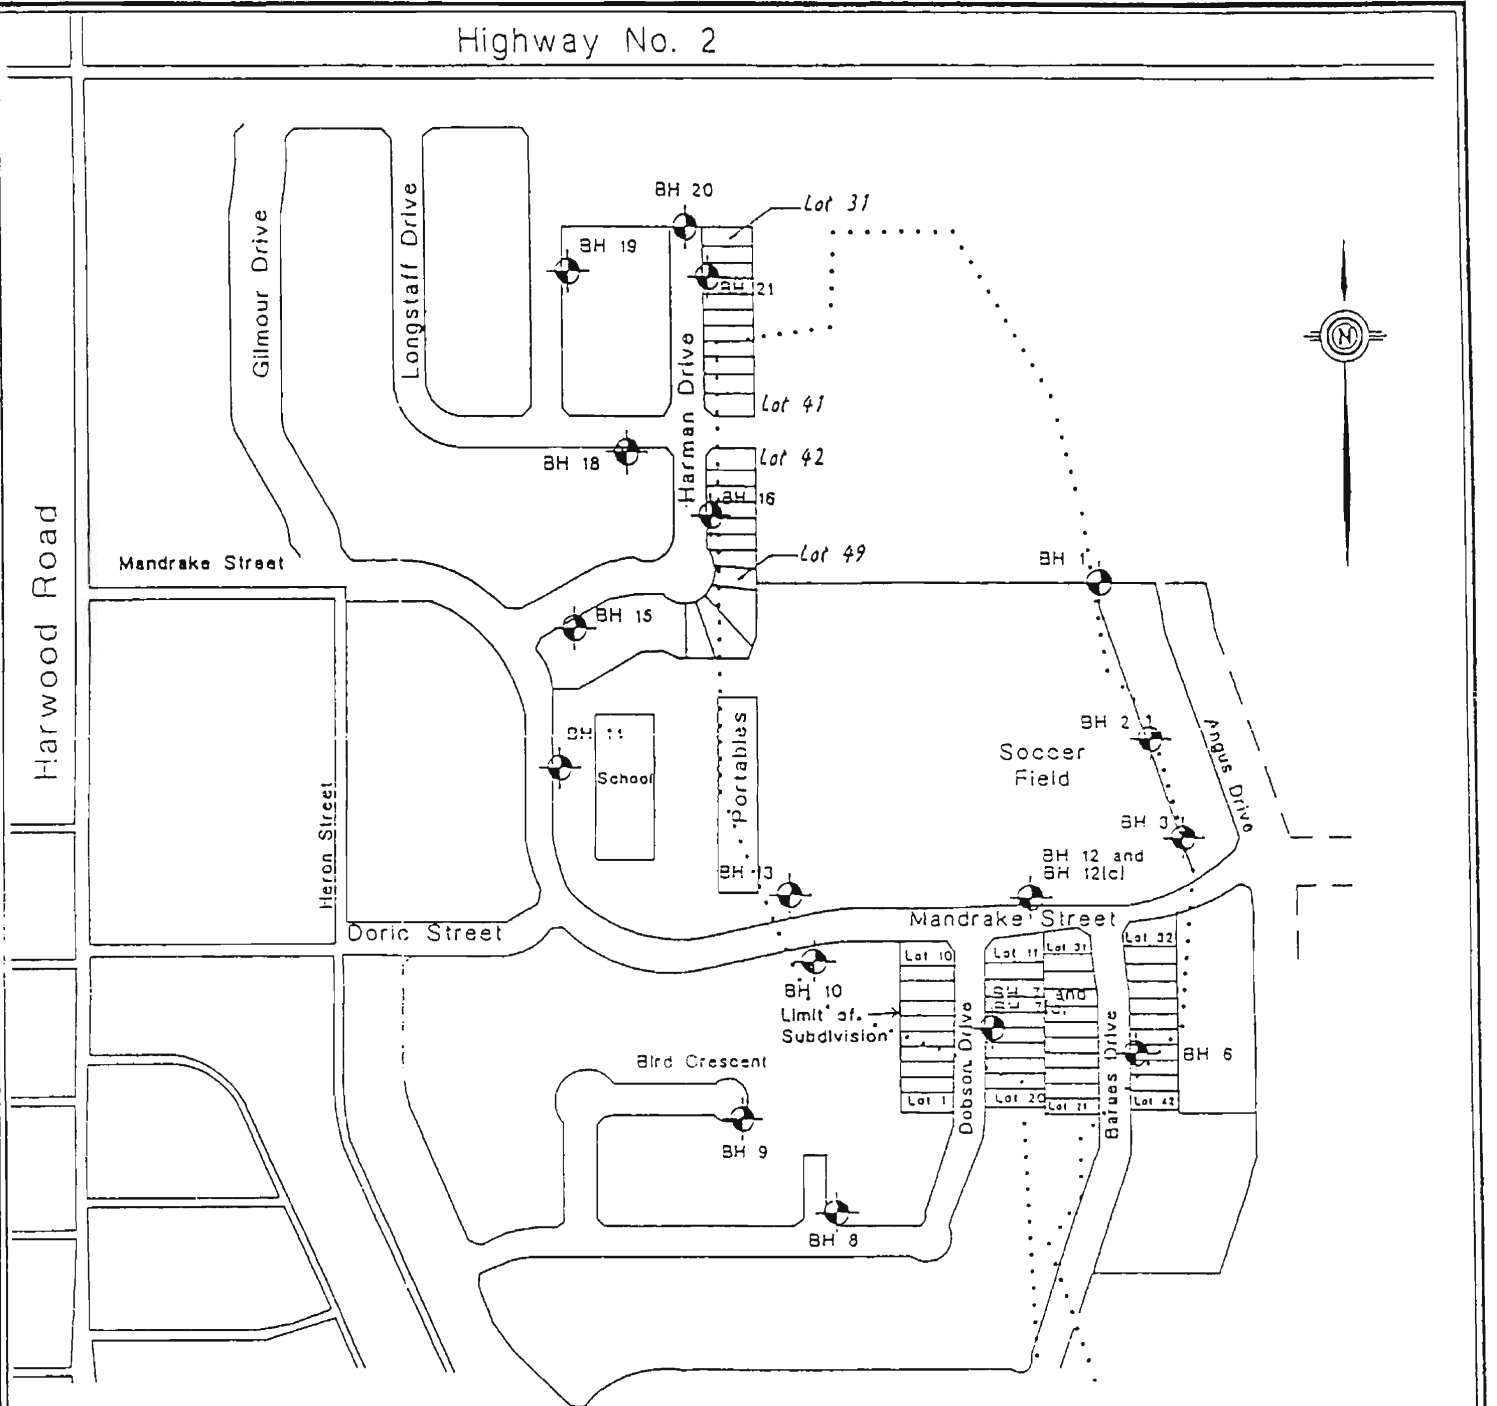 Highway No. 2
BH 20
Lot 31
BH 19
BH 21
Gilmour Drive
Longstaff Drive
Harman Drive
N
Lot 41
BH 18
Lot 42
BH 16
Harwood Road
Mandrake Street
Lot 49
BH 1
BH 15
BH 2
Angus Drive
Soccer
Field
School
Portables
Heron Street
BH 3
BH 12 and
BH 12(c)
BH 13
Mandrake Street
Doric Street
Lot 10
Lot 11
Lot 31
Lot 32
BH 10
BH 7 and
Limit of
Subdivision
Dobson Drive
BH 6
Bird Crescent
Lot 1
Lot 20
Lot 21
Lot 42
Drive
BH 9
BH 8